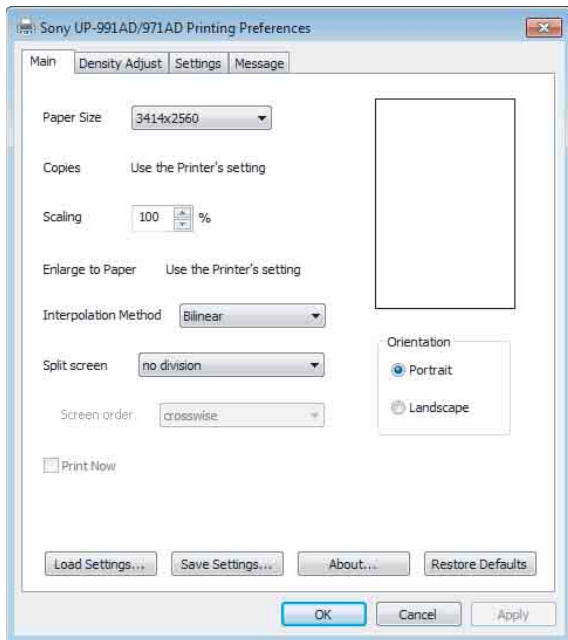 Sony UP-991AD/971AD Printing Preferences
Main Density Adjust Settings Message
Paper Size 3414x2560
Copies Use the Printer's setting
Scaling 100 %
Enlarge to Paper Use the Printer's setting
Interpolation Method Bilinear
Split screen no division
Screen order crosswise
Print Now
Orientation
Portrait
Landscape
Load Settings... Save Settings... About... Restore Defaults
OK Cancel Apply